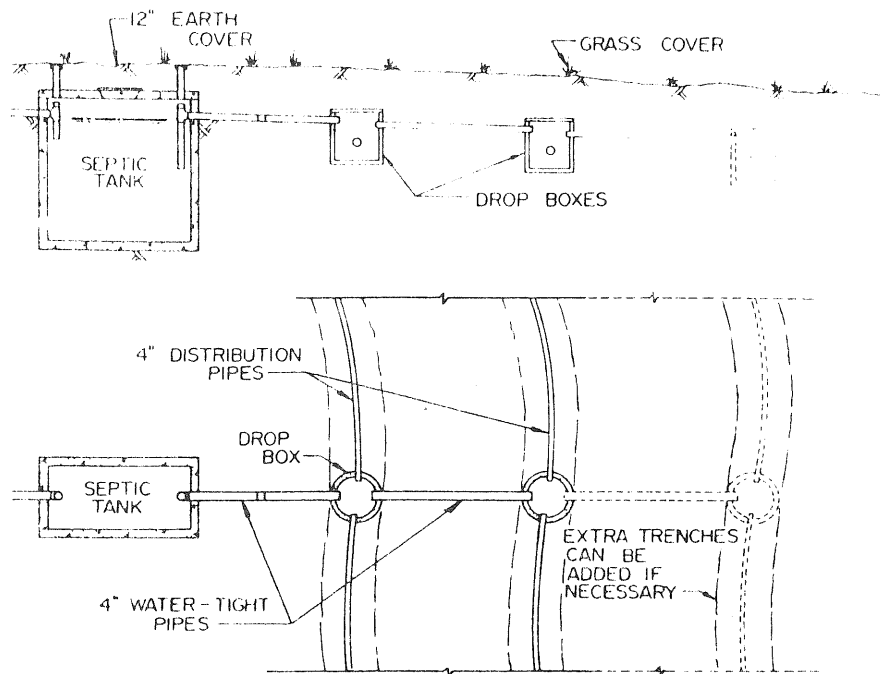 12" EARTH
COVER
GRASS COVER
SEPTIC
TANK
DROP BOXES
4" DISTRIBUTION
PIPES
DROP
BOX
SEPTIC
TANK
EXTRA TRENCHES
CAN BE
ADDED IF
NECESSARY
4" WATER-TIGHT
PIPES